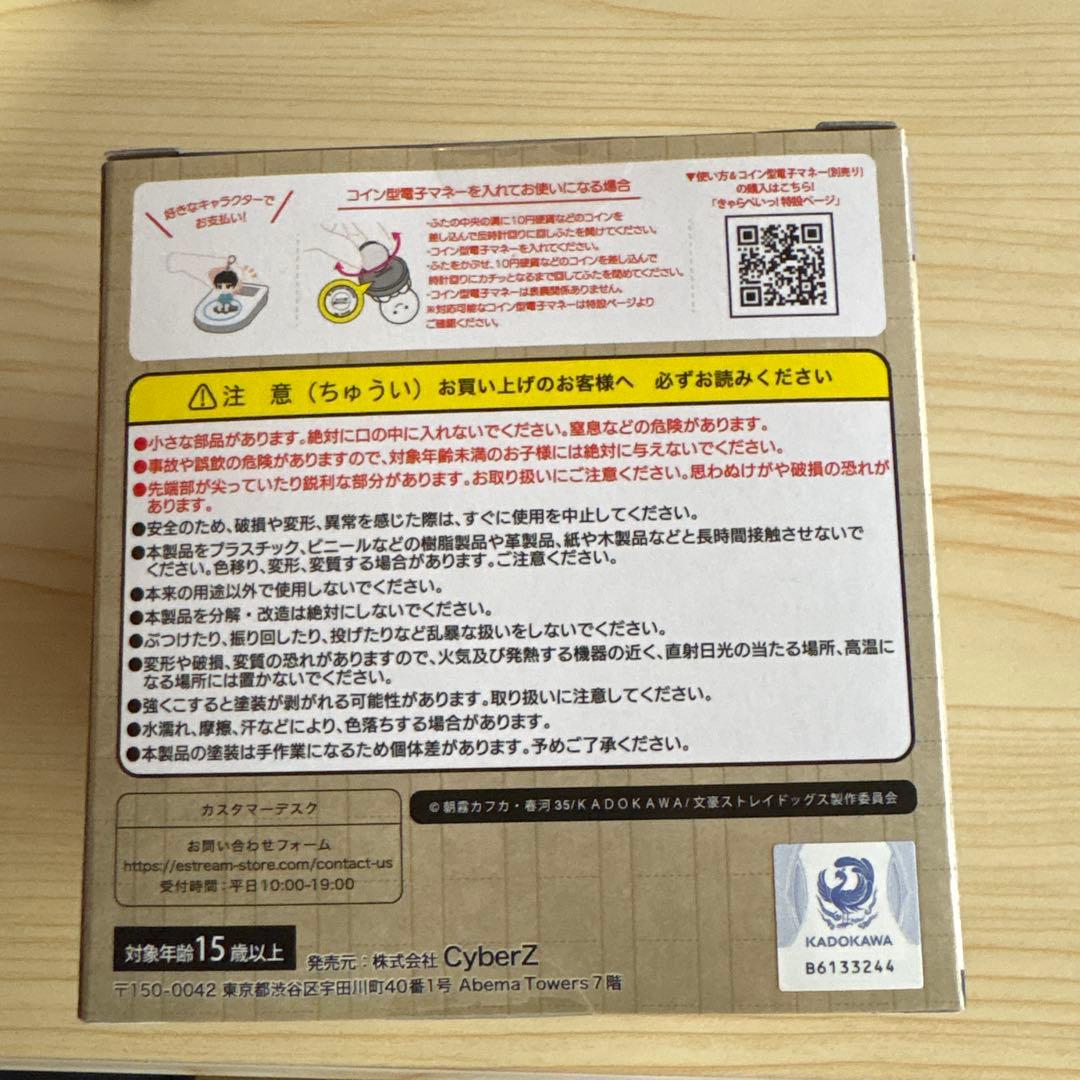 好きなキャラクターで
お支払い!
コイン型電子マネーを入れてお使いになる場合
・ふたの中央の溝に10円硬貨などのコインを
差し込んで反時計回りに回しふたを開けてください。
・コイン型電子マネーを入れてください。
・ふたをかぶせ、10円硬貨などのコインを差し込んで
時計回りにカチッとなるまで回してふたを閉めてください。
・コイン型電子マネーは表裏関係ありません。
※対応可能なコイン型電子マネーは特設ページより
ご確認ください。
▼使い方&コイン型電子マネー(別売り)
の購入はこちら!
「きゃらぺいっ!特設ページ」
注 意(ちゅうい) お買い上げのお客様へ 必ずお読みください
●小さな部品があります。絶対に口の中に入れないでください。窒息などの危険があります。
●事故や誤飲の危険がありますので、対象年齢未満のお子様には絶対に与えないでください。
●先端部が尖っていたり鋭利な部分があります。お取り扱いにご注意ください。思わぬけがや破損の恐れが
あります。
●安全のため、破損や変形、異常を感じた際は、すぐに使用を中止してください。
●本製品をプラスチック、ビニールなどの樹脂製品や革製品、紙や木製品などと長時間接触させないで
ください。色移り、変形、変質する場合があります。ご注意ください。
●本来の用途以外で使用しないでください。
●本製品を分解・改造は絶対にしないでください。
●ぶつけたり、振り回したり、投げたりなど乱暴な扱いをしないでください。
●変形や破損、変質の恐れがありますので、火気及び発熱する機器の近く、直射日光の当たる場所、高温に
なる場所には置かないでください。
●強くこすると塗装が剥がれる可能性があります。取り扱いに注意してください。
●水濡れ、摩擦、汗などにより、色落ちする場合があります。
●本製品の塗装は手作業になるため個体差があります。予めご了承ください。
カスタマーデスク
お問い合わせフォーム
https://estream-store.com/contact-us
受付時間:平日10:00-19:00
©朝霧カフカ・春河35/KADOKAWA/文豪ストレイドッグス製作委員会
KADOKAWA
B6133244
対象年齢15歳以上
発売元:株式会社 CyberZ
〒150-0042 東京都渋谷区宇田川町40番1号 Abema Towers 7階